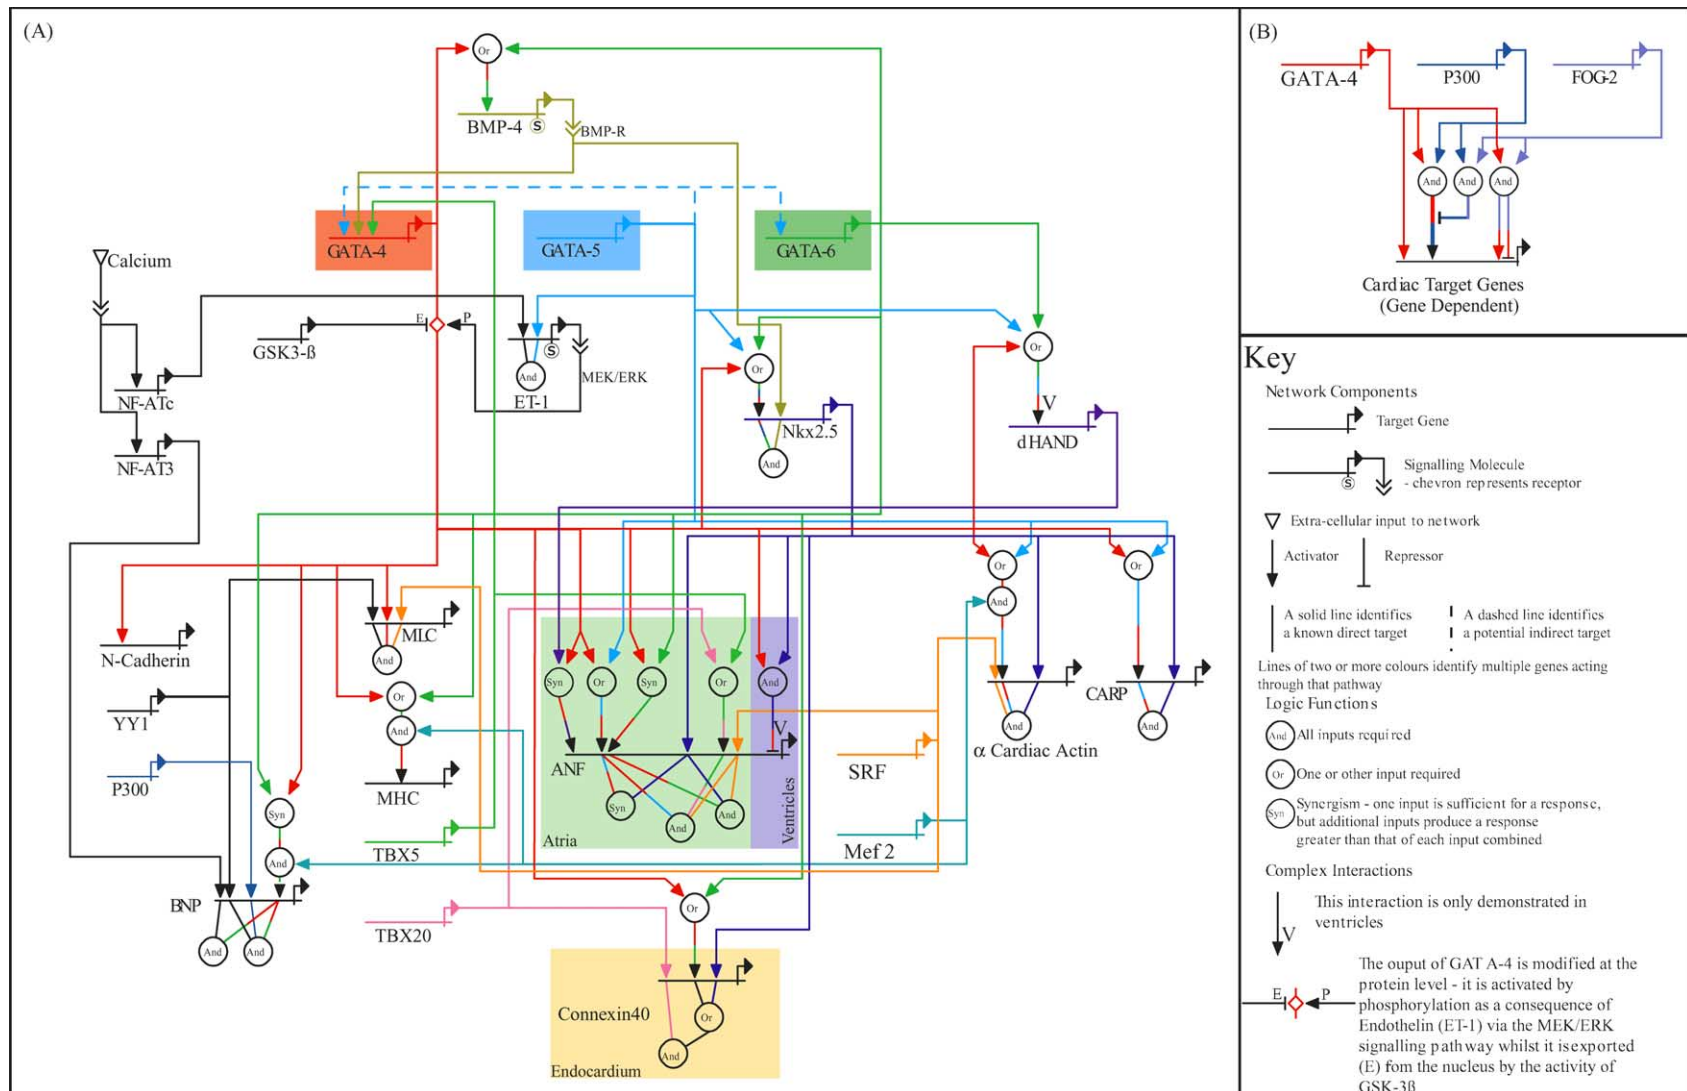 (A)
Or
BMP-4
S
BMP-R
GATA-4
GATA-5
GATA-6
Calcium
E
P
GSK3-ß
And
S
ET-1
MEK/ERK
NF-ATc
NF-AT3
Or
Nkx2.5
And
Or
V
dHAND
N-Cadherin
MLC
And
YY1
P300
Or
And
MHC
Syn
And
BNP
And
And
TBX5
TBX20
Syn
Or
Syn
Or
And
V
ANF
Syn
And
And
Atria
Ventricles
Or
And
And
α Cardiac Actin
Or
CARP
And
SRF
Mef 2
Or
Connexin40
Or
And
Endocardium
(B)
GATA-4
P300
FOG-2
And
And
And
Cardiac Target Genes
(Gene Dependent)
Key
Network Components
Target Gene
S
Signalling Molecule
- chevron represents receptor
Extra-cellular input to network
Activator
Repressor
A solid line identifies
a known direct target
A dashed line identifies
a potential indirect target
Lines of two or more colours identify multiple genes acting
through that pathway
Logic Functions
And
All inputs required
Or
One or other input required
Syn
Synergism - one input is sufficient for a response,
but additional inputs produce a response
greater than that of each input combined
Complex Interactions
V
This interaction is only demonstrated in
ventricles
E
P
The ouput of GAT A-4 is modified at the
protein level - it is activated by
phosphorylation as a consequence of
Endothelin (ET-1) via the MEK/ERK
signalling pathway whilst it is exported
(E) fom the nucleus by the activity of
GSK-3ß